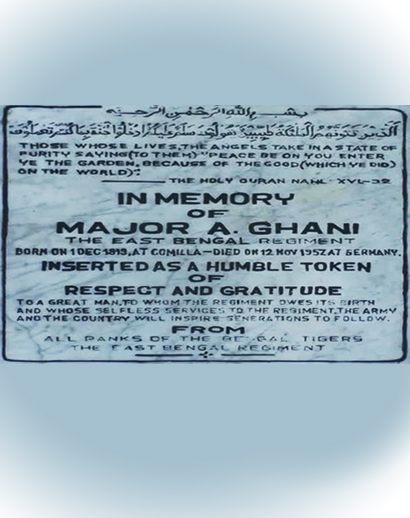 بسم الله الرحمن الرحيم
THOSE WHOSE LIVES, THE ANGELS TAKE IN A STATE OF
PURITY SAYING (TO THEM) "PEACE BE ON YOU ENTER
YE THE GARDEN, BECAUSE OF THE GOOD (WHICH YE DID)
ON THE WORLD)".
THE HOLY QURAN NAHL XVL-32
IN MEMORY
OF
MAJOR A. GHANI
THE EAST BENGAL REGIMENT
BORN ON 1 DEC 1919, AT COMILLA - DIED ON 12 NOV 1957, AT GERMANY.
INSERTED AS A HUMBLE TOKEN
OF
RESPECT AND GRATITUDE
TO A GREAT MAN, TO WHOM THE REGIMENT OWES ITS BIRTH
AND WHOSE SELFLESS SERVICES TO THE REGIMENT, THE ARMY
AND THE COUNTRY WILL INSPIRE GENERATIONS TO FOLLOW.
FROM
ALL RANKS OF THE BENGAL TIGERS
THE EAST BENGAL REGIMENT